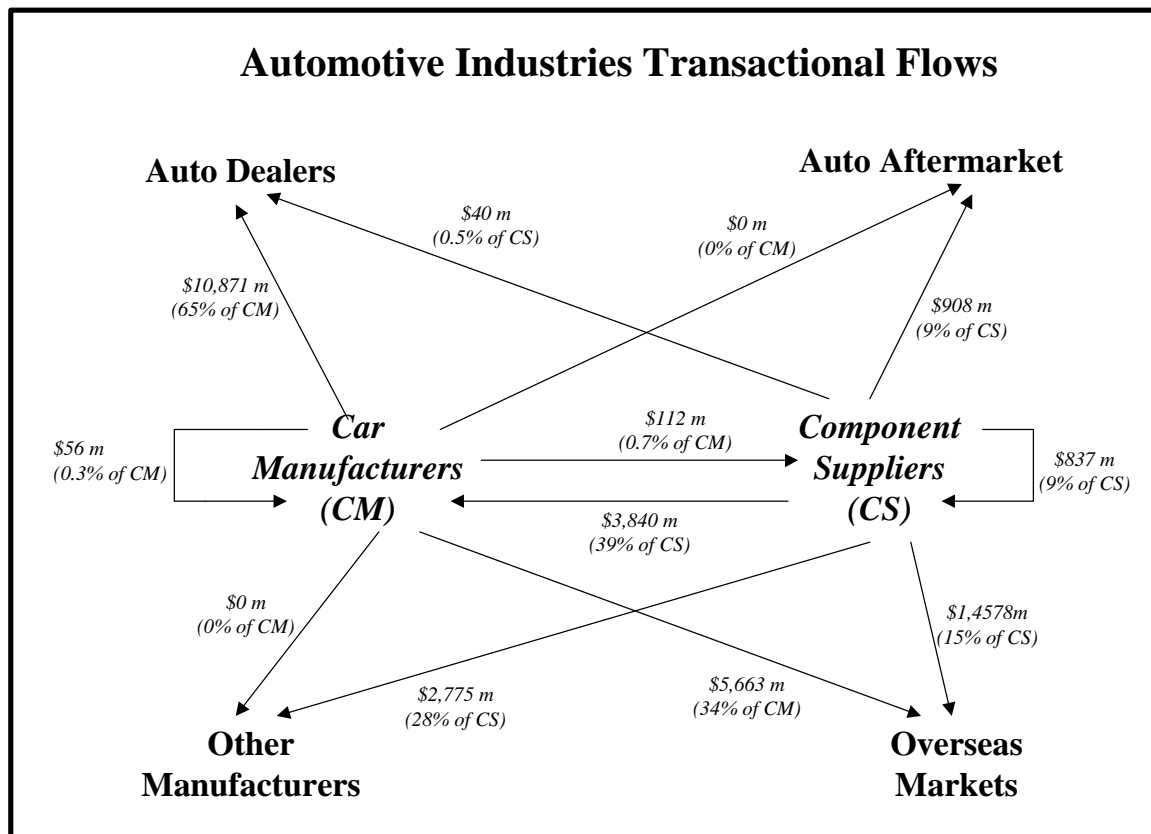 Automotive Industries Transactional Flows
Auto Dealers
Auto Aftermarket
$40 m
(0.5% of CS)
$0 m
(0% of CM)
$10,871 m
(65% of CM)
$908 m
(9% of CS)
Car
Manufacturers
(CM)
$112 m
(0.7% of CM)
Component
Suppliers
(CS)
$56 m
(0.3% of CM)
$837 m
(9% of CS)
$3,840 m
(39% of CS)
$0 m
(0% of CM)
$1,4578m
(15% of CS)
$2,775 m
(28% of CS)
$5,663 m
(34% of CM)
Other
Manufacturers
Overseas
Markets